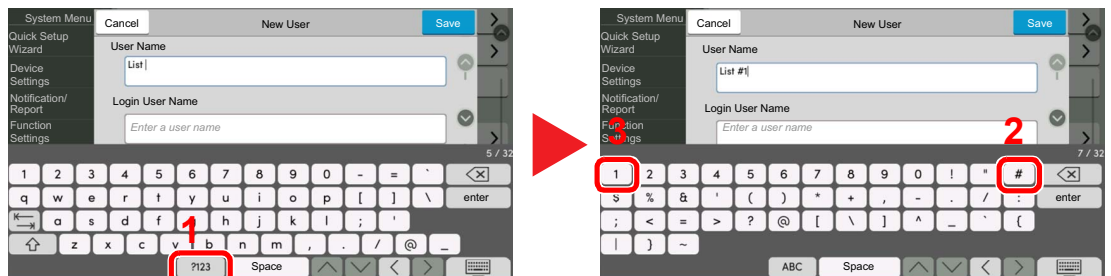 System Menu
Cancel
New User
Save
Quick Setup
Wizard
User Name
List
Device
Settings
Notification/
Report
Login User Name
Function
Settings
Enter a user name
5 / 32
1 2 3 4 5 6 7 8 9 0 - = `
q w e r t y u i o p [ ] \ enter
a s d f g h j k l ; '
1
z x c v b n m , . / @ _
?123 Space
System Menu
Cancel
New User
Save
Quick Setup
Wizard
User Name
List #1
Device
Settings
Notification/
Report
Login User Name
Function
Settings
Enter a user name
3
2
7 / 32
1 2 3 4 5 6 7 8 9 0 ! " #
$ % & ' ( ) * + , - . / : enter
; < = > ? @ [ \ ] ^ _ ` {
| } ~
ABC Space